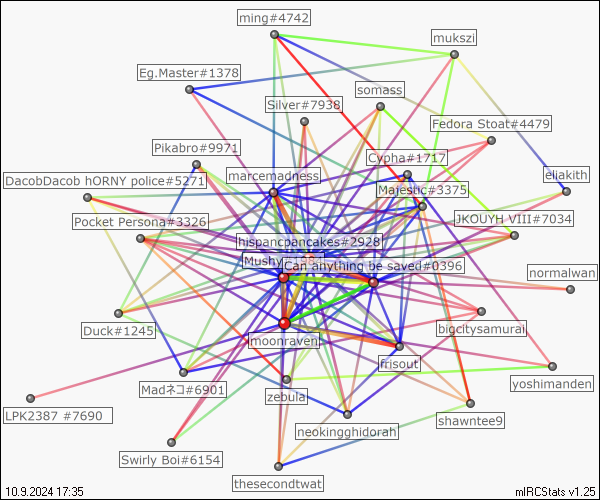 ming#4742
mukszi
Eg.Master#1378
somass
Silver#7938
Fedora Stoat#4479
Pikabro#9971
Cypha#1717
marcemadness
eliakith
DacobDacob hORNY police#5271
Majestic#3375
Pocket Persona#3326
JKOUYH VIII#7034
hispancpancakes#2928
Can anything be saved#0396
normalwan
Duck#1245
bigcitysamurai
moonraven
frisout
yoshimanden
Madネコ#6901
zebula
LPK2387 #7690
shawntee9
neokingghidorah
Swirly Boi#6154
thesecondtwat
10.9.2024 17:35
mIRCStats v1.25